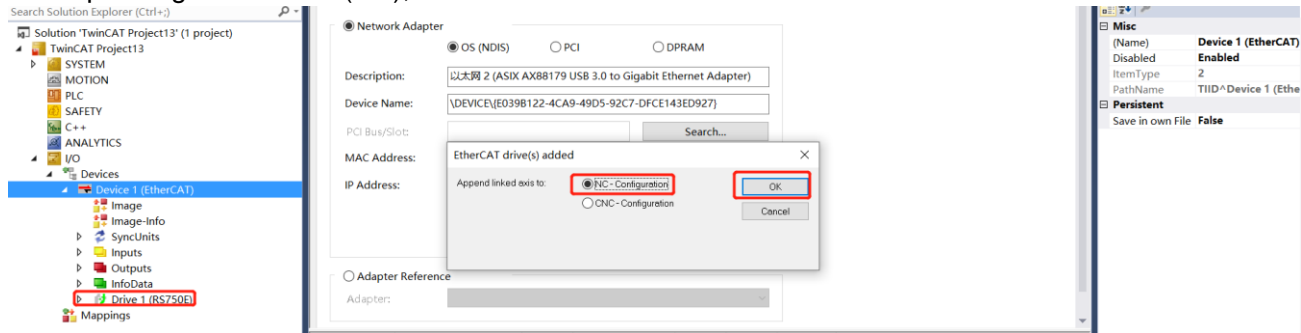 Search Solution Explorer (Ctrl+;)
Solution 'TwinCAT Project13' (1 project)
TwinCAT Project13
SYSTEM
MOTION
PLC
SAFETY
C++
ANALYTICS
I/O
Devices
Device 1 (EtherCAT)
Image
Image-Info
SyncUnits
Inputs
Outputs
InfoData
Drive 1 (RS750E)
Mappings
Network Adapter
OS (NDIS) PCI DPRAM
Description: 以太网 2 (ASIX AX88179 USB 3.0 to Gigabit Ethernet Adapter)
Device Name: \DEVICE\{E039B122-4CA9-49D5-92C7-DFCE143ED927}
PCI Bus/Slot: Search...
MAC Address:
IP Address:
EtherCAT drive(s) added
Append linked axis to: NC - Configuration OK
CNC - Configuration Cancel
Adapter Reference
Adapter:
Misc
(Name) Device 1 (EtherCAT)
Disabled Enabled
ItemType 2
PathName TIID^Device 1 (Ethe
Persistent
Save in own File False